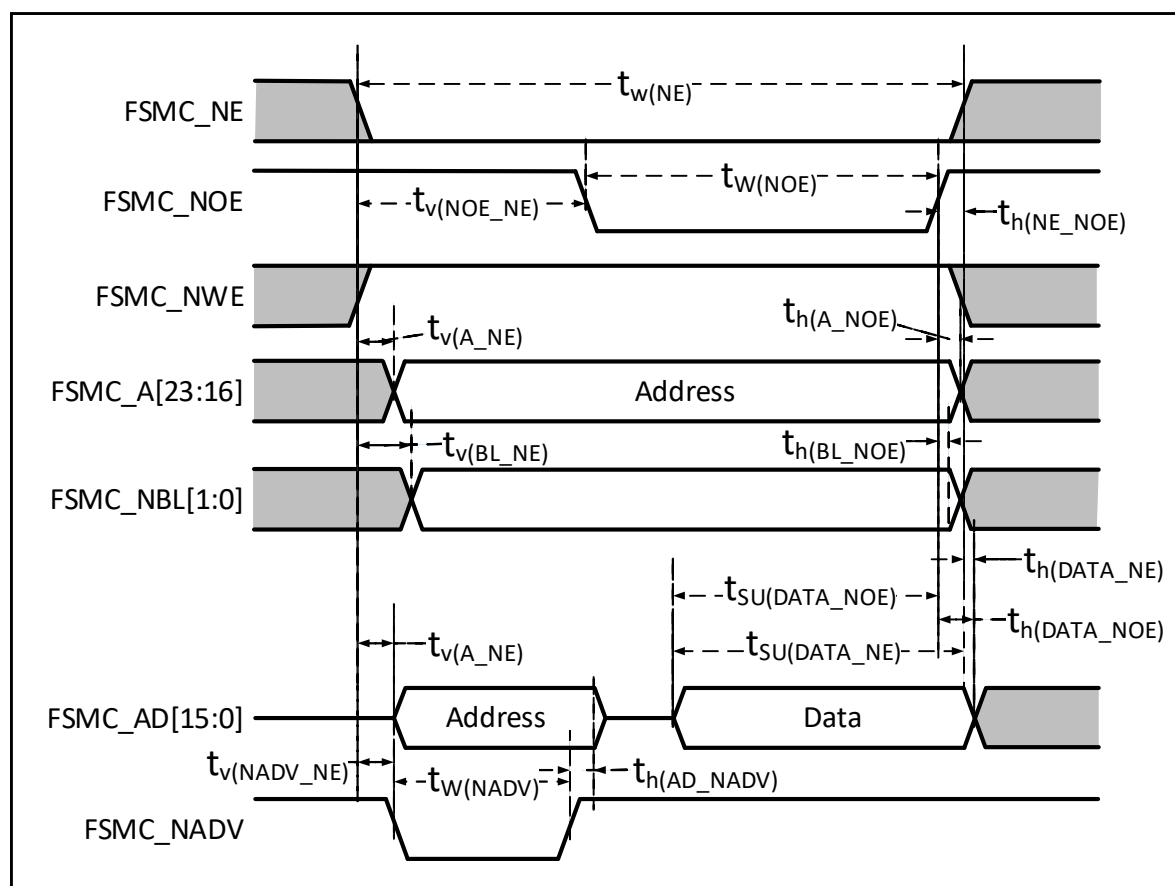 t_w(NE)
FSMC_NE
t_W(NOE)
FSMC_NOE
t_v(NOE_NE)
t_h(NE_NOE)
FSMC_NWE
t_v(A_NE)
t_h(A_NOE)
FSMC_A[23:16]
Address
t_v(BL_NE)
t_h(BL_NOE)
FSMC_NBL[1:0]
t_h(DATA_NE)
t_SU(DATA_NOE)
t_h(DATA_NOE)
t_v(A_NE)
t_SU(DATA_NE)
FSMC_AD[15:0]
Address
Data
t_v(NADV_NE)
t_W(NADV)
t_h(AD_NADV)
FSMC_NADV